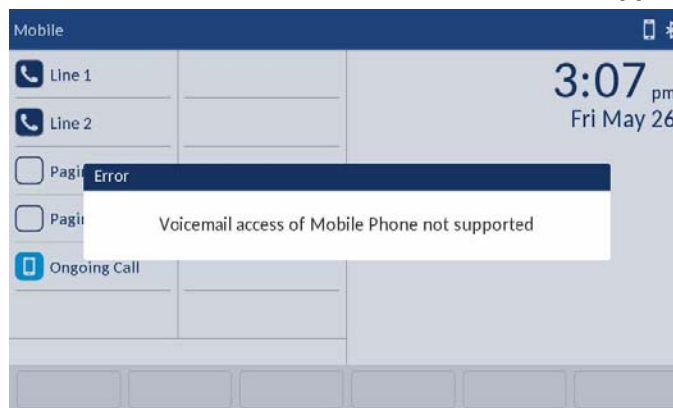 Mobile
Line 1
3:07 pm
Line 2
Fri May 26
Error
Voicemail access of Mobile Phone not supported
Ongoing Call